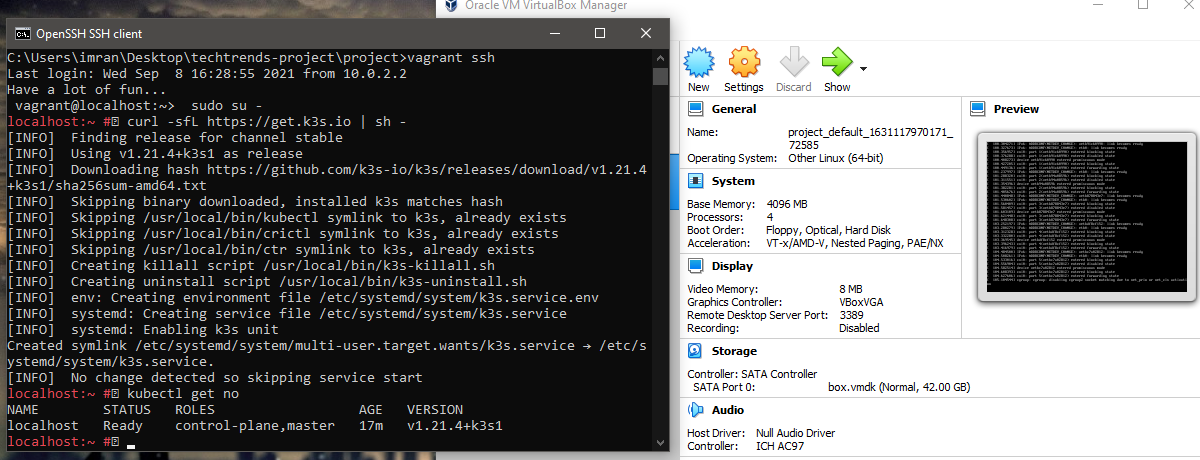 Oracle VM VirtualBox Manager
OpenSSH SSH client
C:\Users\imran\Desktop\techtrends-project\project>vagrant ssh
Last login: Wed Sep  8 16:28:55 2021 from 10.0.2.2
Have a lot of fun...
 vagrant@localhost:~>  sudo su -
localhost:~ # curl -sfL https://get.k3s.io | sh -
[INFO]  Finding release for channel stable
[INFO]  Using v1.21.4+k3s1 as release
[INFO]  Downloading hash https://github.com/k3s-io/k3s/releases/download/v1.21.4
+k3s1/sha256sum-amd64.txt
[INFO]  Skipping binary downloaded, installed k3s matches hash
[INFO]  Skipping /usr/local/bin/kubectl symlink to k3s, already exists
[INFO]  Skipping /usr/local/bin/crictl symlink to k3s, already exists
[INFO]  Skipping /usr/local/bin/ctr symlink to k3s, already exists
[INFO]  Creating killall script /usr/local/bin/k3s-killall.sh
[INFO]  Creating uninstall script /usr/local/bin/k3s-uninstall.sh
[INFO]  env: Creating environment file /etc/systemd/system/k3s.service.env
[INFO]  systemd: Creating service file /etc/systemd/system/k3s.service
[INFO]  systemd: Enabling k3s unit
Created symlink /etc/systemd/system/multi-user.target.wants/k3s.service → /etc/s
ystemd/system/k3s.service.
[INFO]  No change detected so skipping service start
localhost:~ # kubectl get no
NAME        STATUS   ROLES                  AGE   VERSION
localhost   Ready    control-plane,master   17m   v1.21.4+k3s1
localhost:~ #
New Settings Discard Show
General
Name: project_default_1631117970171_
72585
Operating System: Other Linux (64-bit)
System
Base Memory: 4096 MB
Processors: 4
Boot Order: Floppy, Optical, Hard Disk
Acceleration: VT-x/AMD-V, Nested Paging, PAE/NX
Display
Video Memory: 8 MB
Graphics Controller: VBoxVGA
Remote Desktop Server Port: 3389
Recording: Disabled
Storage
Controller: SATA Controller
SATA Port 0: box.vmdk (Normal, 42.00 GB)
Audio
Host Driver: Null Audio Driver
Controller: ICH AC97
Preview